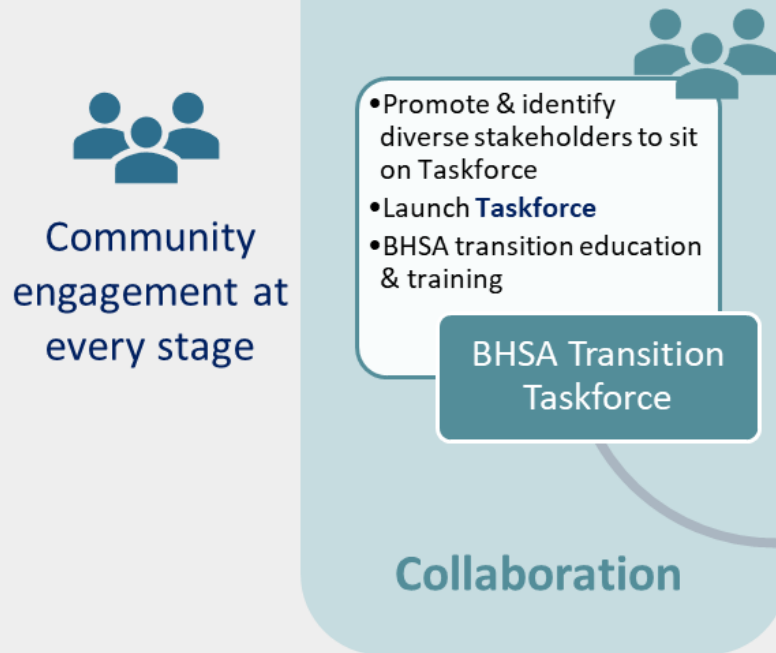 Community
engagement at
every stage
•Promote & identify
diverse stakeholders to sit
on Taskforce
•Launch Taskforce
•BHSA transition education
& training
BHSA Transition
Taskforce
Collaboration